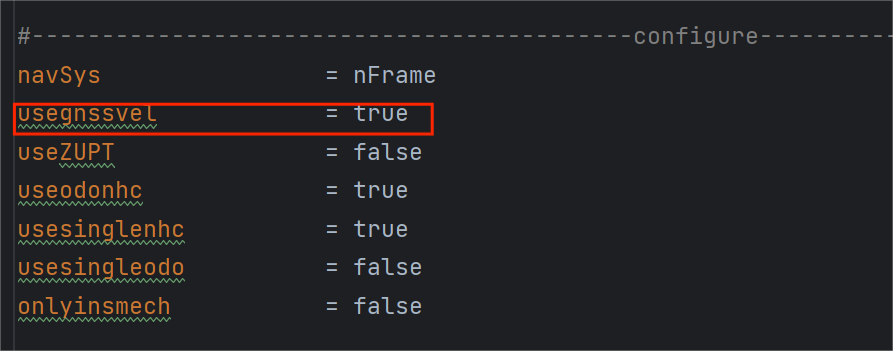 #-------------------------------------------configure----------
navSys = nFrame
usegnssvel = true
useZUPT = false
useodonhc = true
usesinglenhc = true
usesingleodo = false
onlyinsmech = false